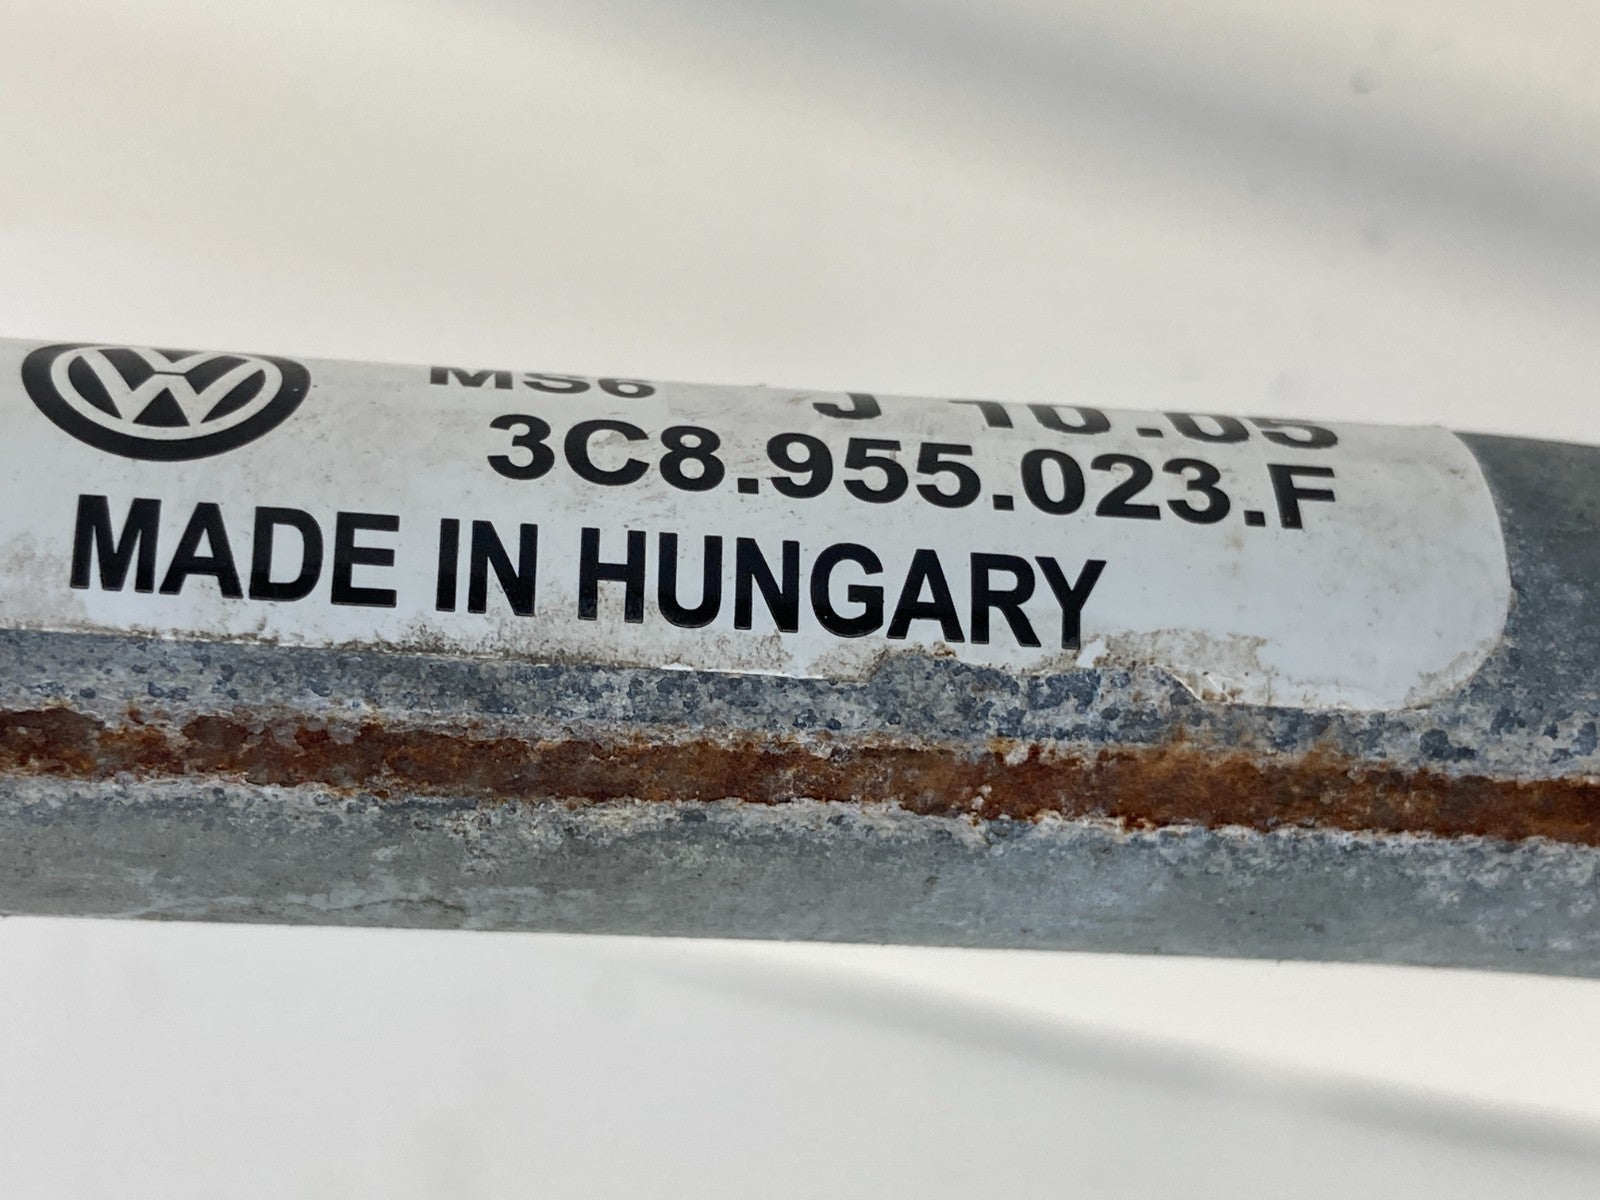 MS6 J 10.05
3C8.955.023.F
MADE IN HUNGARY